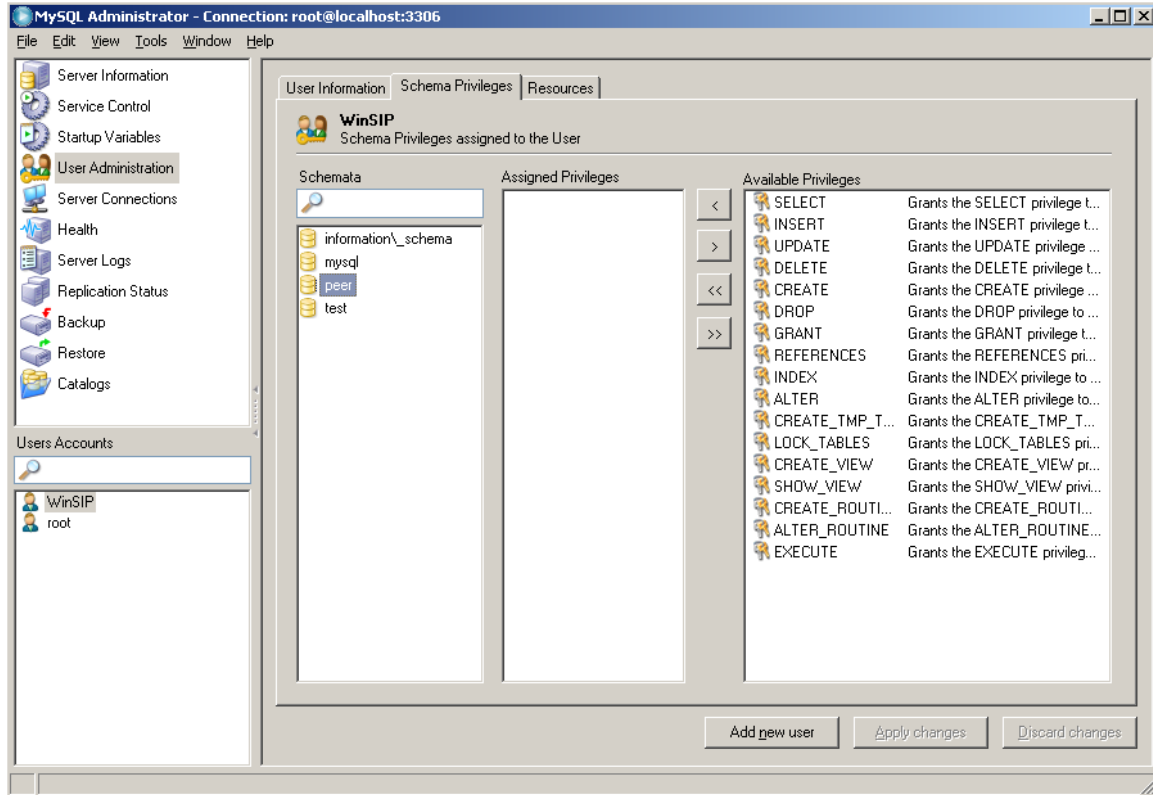 MySQL Administrator - Connection: root@localhost:3306
File Edit View Tools Window Help
Server Information
Service Control
Startup Variables
User Administration
Server Connections
Health
Server Logs
Replication Status
Backup
Restore
Catalogs
Users Accounts
WinSIP
root
User Information Schema Privileges Resources
WinSIP
Schema Privileges assigned to the User
Schemata
information\_schema
mysql
peer
test
Assigned Privileges
<
>
<<
>>
Available Privileges
SELECT Grants the SELECT privilege t...
INSERT Grants the INSERT privilege t...
UPDATE Grants the UPDATE privilege ...
DELETE Grants the DELETE privilege t...
CREATE Grants the CREATE privilege ...
DROP Grants the DROP privilege to ...
GRANT Grants the GRANT privilege t...
REFERENCES Grants the REFERENCES pri...
INDEX Grants the INDEX privilege to ...
ALTER Grants the ALTER privilege to...
CREATE_TMP_T... Grants the CREATE_TMP_T...
LOCK_TABLES Grants the LOCK_TABLES pri...
CREATE_VIEW Grants the CREATE_VIEW pr...
SHOW_VIEW Grants the SHOW_VIEW privi...
CREATE_ROUTI... Grants the CREATE_ROUTI...
ALTER_ROUTINE Grants the ALTER_ROUTINE...
EXECUTE Grants the EXECUTE privileg...
Add new user Apply changes Discard changes